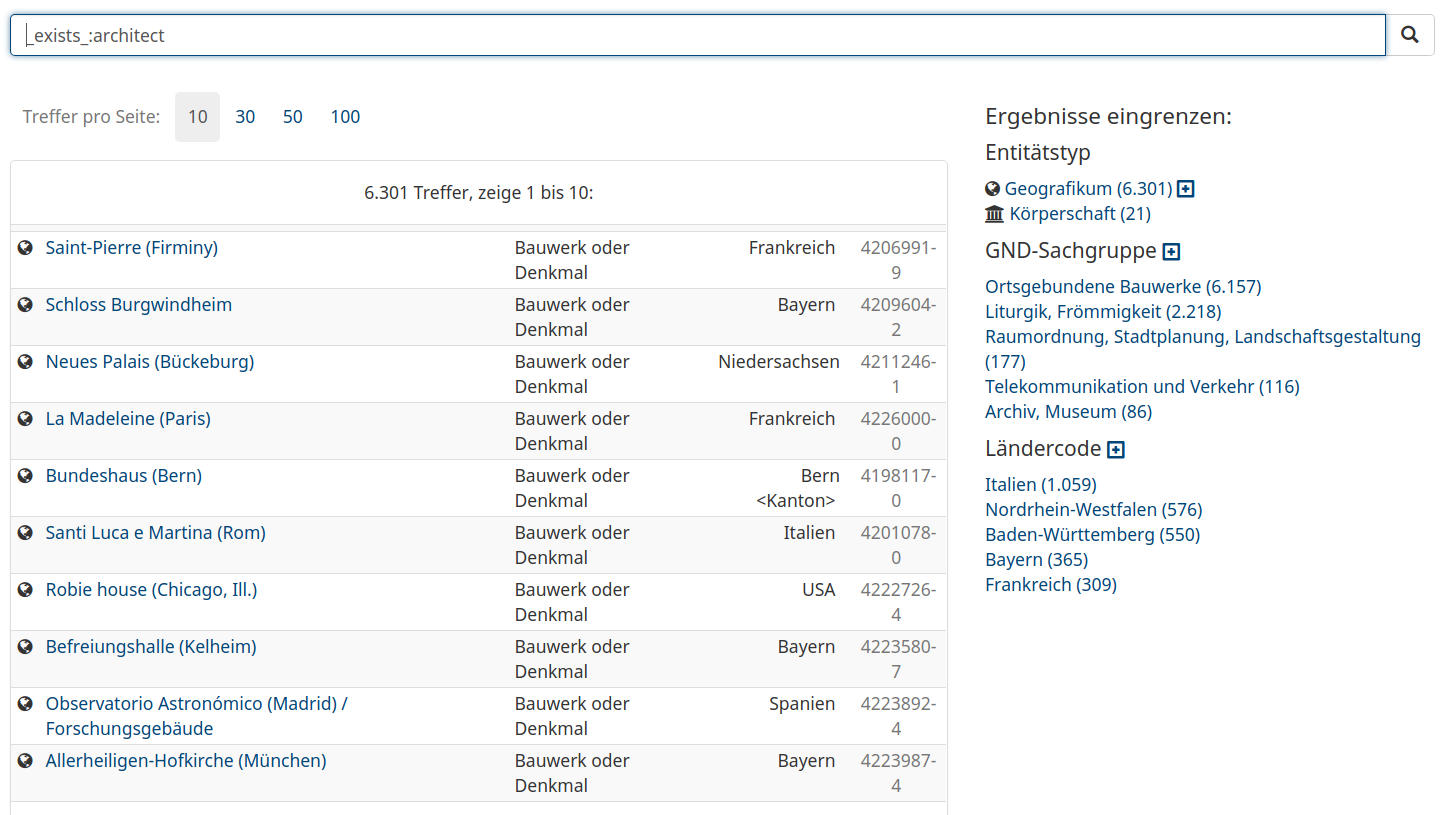 _exists_:architect
Treffer pro Seite: 10 30 50 100
6.301 Treffer, zeige 1 bis 10:
Saint-Pierre (Firminy) Bauwerk oder Frankreich 4206991-
Denkmal 9
Schloss Burgwindheim Bauwerk oder Bayern 4209604-
Denkmal 2
Neues Palais (Bückeburg) Bauwerk oder Niedersachsen 4211246-
Denkmal 1
La Madeleine (Paris) Bauwerk oder Frankreich 4226000-
Denkmal 0
Bundeshaus (Bern) Bauwerk oder Bern 4198117-
Denkmal <Kanton> 0
Santi Luca e Martina (Rom) Bauwerk oder Italien 4201078-
Denkmal 0
Robie house (Chicago, Ill.) Bauwerk oder USA 4222726-
Denkmal 4
Befreiungshalle (Kelheim) Bauwerk oder Bayern 4223580-
Denkmal 7
Observatorio Astronómico (Madrid) / Bauwerk oder Spanien 4223892-
Forschungsgebäude Denkmal 4
Allerheiligen-Hofkirche (München) Bauwerk oder Bayern 4223987-
Denkmal 4
Ergebnisse eingrenzen:
Entitätstyp
Geografikum (6.301)
Körperschaft (21)
GND-Sachgruppe
Ortsgebundene Bauwerke (6.157)
Liturgik, Frömmigkeit (2.218)
Raumordnung, Stadtplanung, Landschaftsgestaltung
(177)
Telekommunikation und Verkehr (116)
Archiv, Museum (86)
Ländercode
Italien (1.059)
Nordrhein-Westfalen (576)
Baden-Württemberg (550)
Bayern (365)
Frankreich (309)